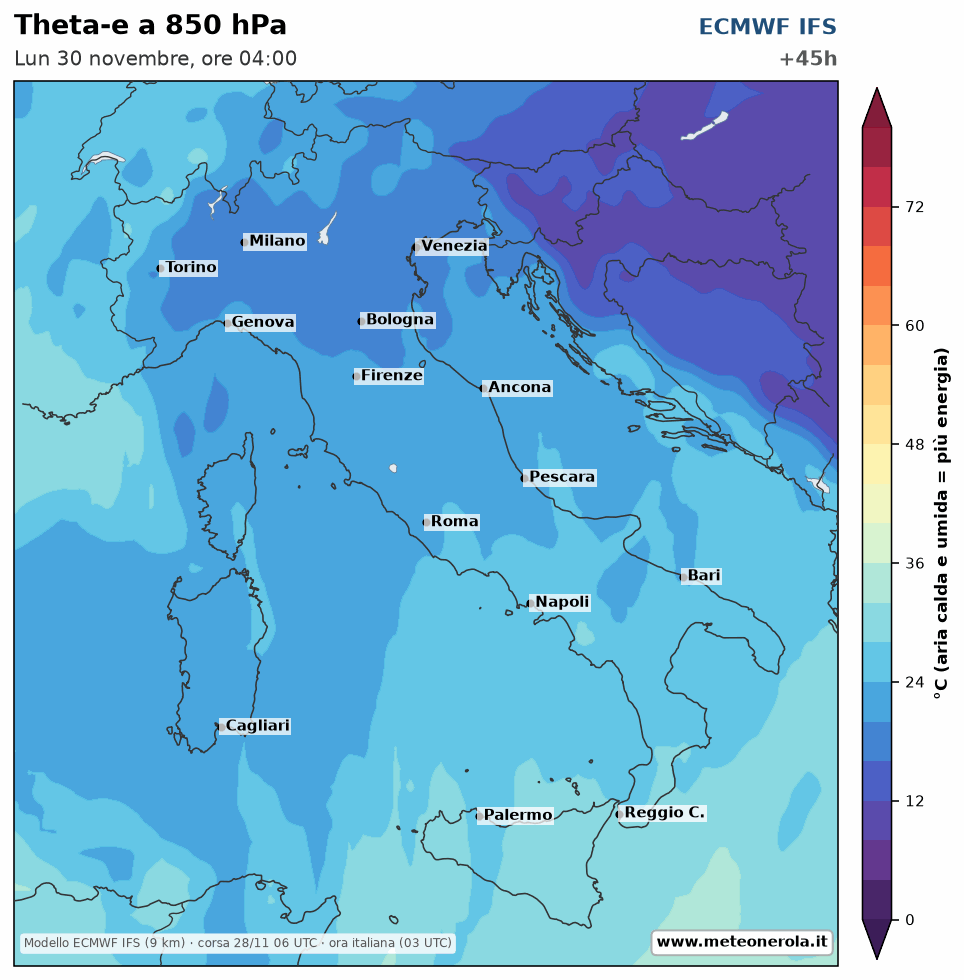 Theta-e a 850 hPa
ECMWF IFS
Lun 30 novembre, ore 04:00
+45h
Milano
Venezia
Torino
Genova
Bologna
Firenze
Ancona
Pescara
Roma
Bari
Napoli
Cagliari
Palermo
Reggio C.
72
60
48
36
24
12
0
°C (aria calda e umida = più energia)
Modello ECMWF IFS (9 km) · corsa 28/11 06 UTC · ora italiana (03 UTC)
www.meteonerola.it